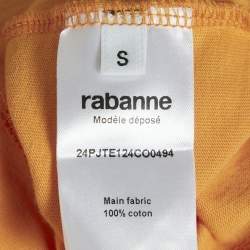 S
rabanne
Modèle déposé
24PJTE124CO0494
Main fabric
100% coton